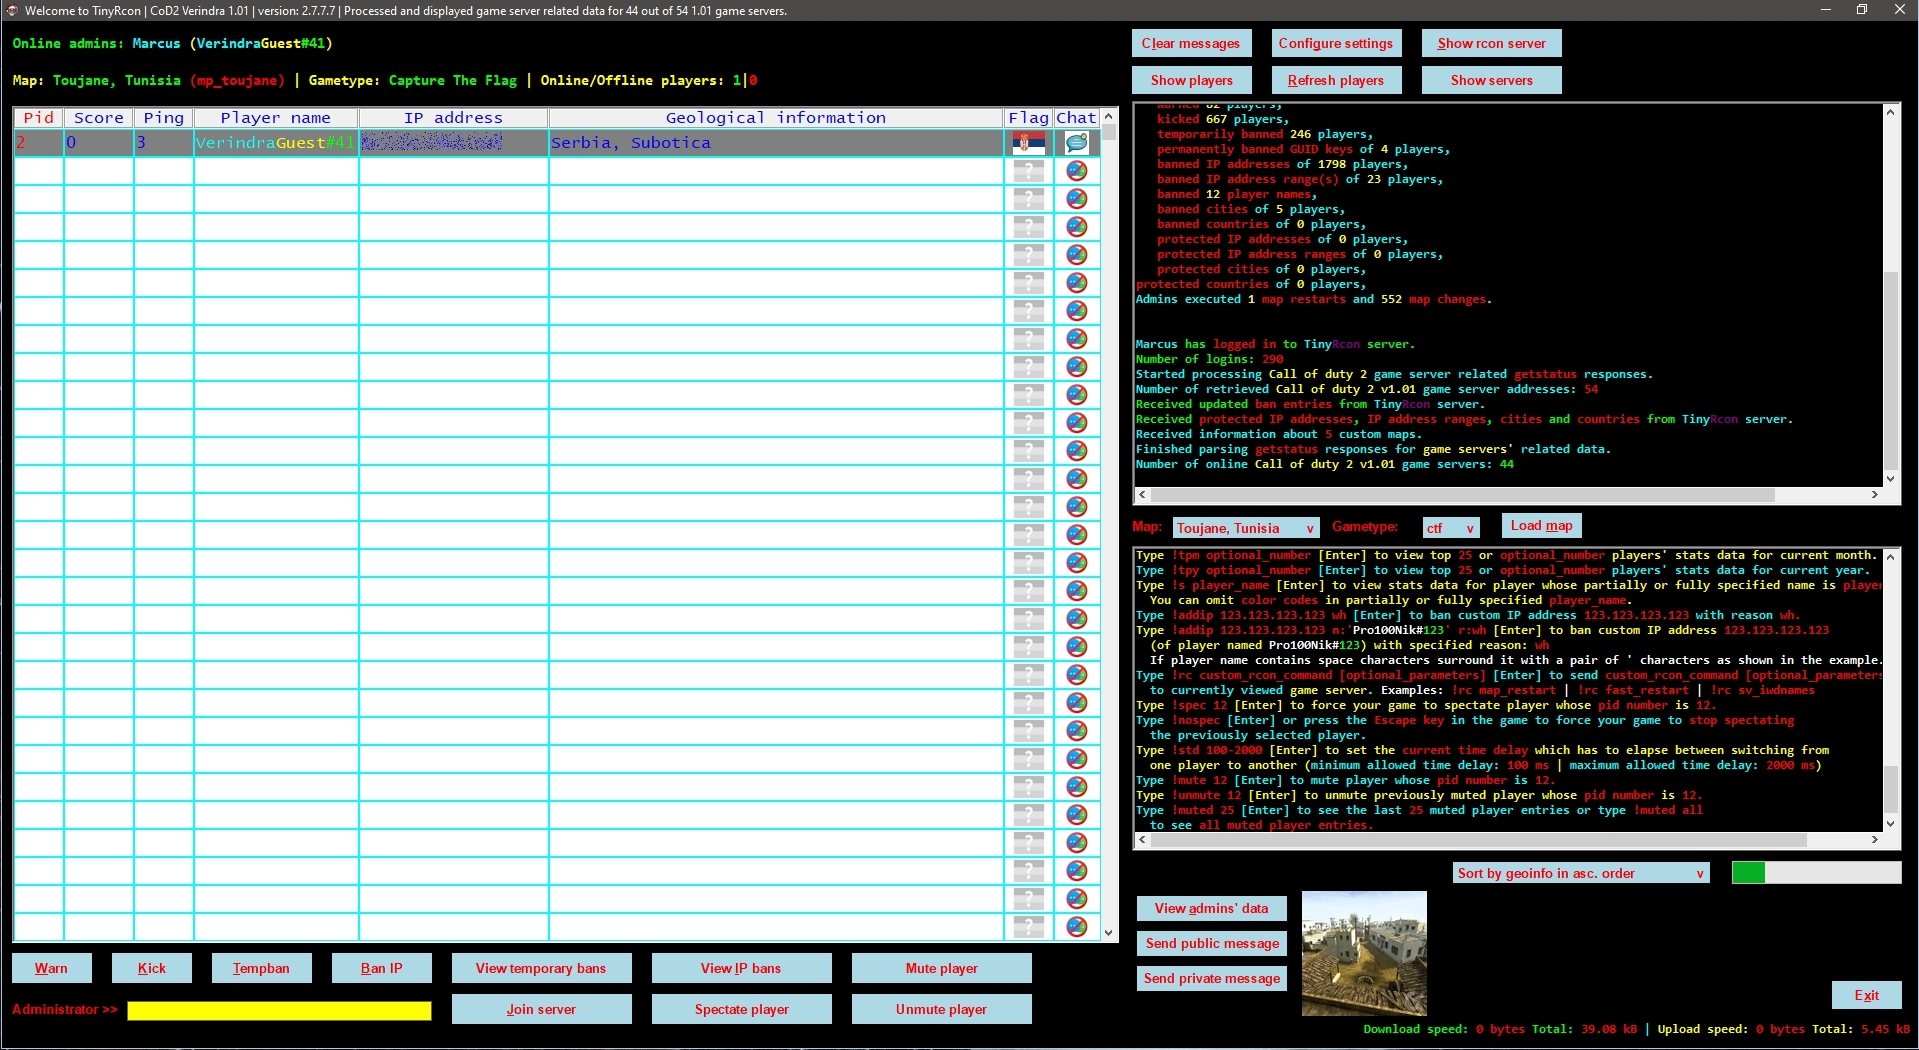 Welcome to TinyRcon | CoD2 Verindra 1.01 | version: 2.7.7.7 | Processed and displayed game server related data for 44 out of 54 1.01 game servers.
Online admins: Marcus (VerindraGuest#41)
Map: Toujane, Tunisia (mp_toujane) | Gametype: Capture The Flag | Online/Offline players: 1|0
Pid Score Ping Player name IP address Geological information Flag Chat
2 0 3 VerindraGuest#41 Serbia, Subotica
Warn Kick Tempban Ban IP View temporary bans View IP bans Mute player
Administrator >> Join server Spectate player Unmute player
Clear messages Configure settings Show rcon server
Show players Refresh players Show servers
warned 82 players,
kicked 667 players,
temporarily banned 246 players,
permanently banned GUID keys of 4 players,
banned IP addresses of 1798 players,
banned IP address range(s) of 23 players,
banned 12 player names,
banned cities of 5 players,
banned countries of 0 players,
protected IP addresses of 0 players,
protected IP address ranges of 0 players,
protected cities of 0 players,
protected countries of 0 players,
Admins executed 1 map restarts and 552 map changes.
Marcus has logged in to TinyRcon server.
Number of logins: 290
Started processing Call of duty 2 game server related getstatus responses.
Number of retrieved Call of duty 2 v1.01 game server addresses: 54
Received updated ban entries from TinyRcon server.
Received protected IP addresses, IP address ranges, cities and countries from TinyRcon server.
Received information about 5 custom maps.
Finished parsing getstatus responses for game servers' related data.
Number of online Call of duty 2 v1.01 game servers: 44
Map: Toujane, Tunisia v Gametype: ctf v Load map
Type !tpm optional_number [Enter] to view top 25 or optional_number players' stats data for current month.
Type !tpy optional_number [Enter] to view top 25 or optional_number players' stats data for current year.
Type !s player_name [Enter] to view stats data for player whose partially or fully specified name is player
You can omit color codes in partially or fully specified player_name.
Type !addip 123.123.123.123 wh [Enter] to ban custom IP address 123.123.123.123 with reason wh.
Type !addip 123.123.123.123 n:'Pro100Nik#123' r:wh [Enter] to ban custom IP address 123.123.123.123
(of player named Pro100Nik#123) with specified reason: wh
If player name contains space characters surround it with a pair of ' characters as shown in the example.
Type !rc custom_rcon_command [optional_parameters] [Enter] to send custom_rcon_command [optional_parameters
to currently viewed game server. Examples: !rc map_restart | !rc fast_restart | !rc sv_iwdnames
Type !spec 12 [Enter] to force your game to spectate player whose pid number is 12.
Type !nospec [Enter] or press the Escape key in the game to force your game to stop spectating
the previously selected player.
Type !std 100-2000 [Enter] to set the current time delay which has to elapse between switching from
one player to another (minimum allowed time delay: 100 ms | maximum allowed time delay: 2000 ms)
Type !mute 12 [Enter] to mute player whose pid number is 12.
Type !unmute 12 [Enter] to unmute previously muted player whose pid number is 12.
Type !muted 25 [Enter] to see the last 25 muted player entries or type !muted all
to see all muted player entries.
Sort by geoinfo in asc. order v
View admins' data
Send public message
Send private message
Exit
Download speed: 0 bytes Total: 39.08 kB | Upload speed: 0 bytes Total: 5.45 kB